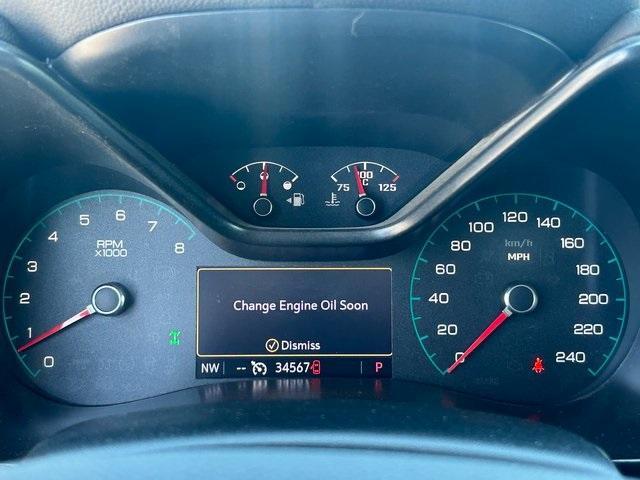 75 100 125
C
RPM
x1000
0 1 2 3 4 5 6 7 8
km/h
MPH
0 20 40 60 80 100 120 140 160 180 200 220 240
Change Engine Oil Soon
Dismiss
NW -- 34567 P